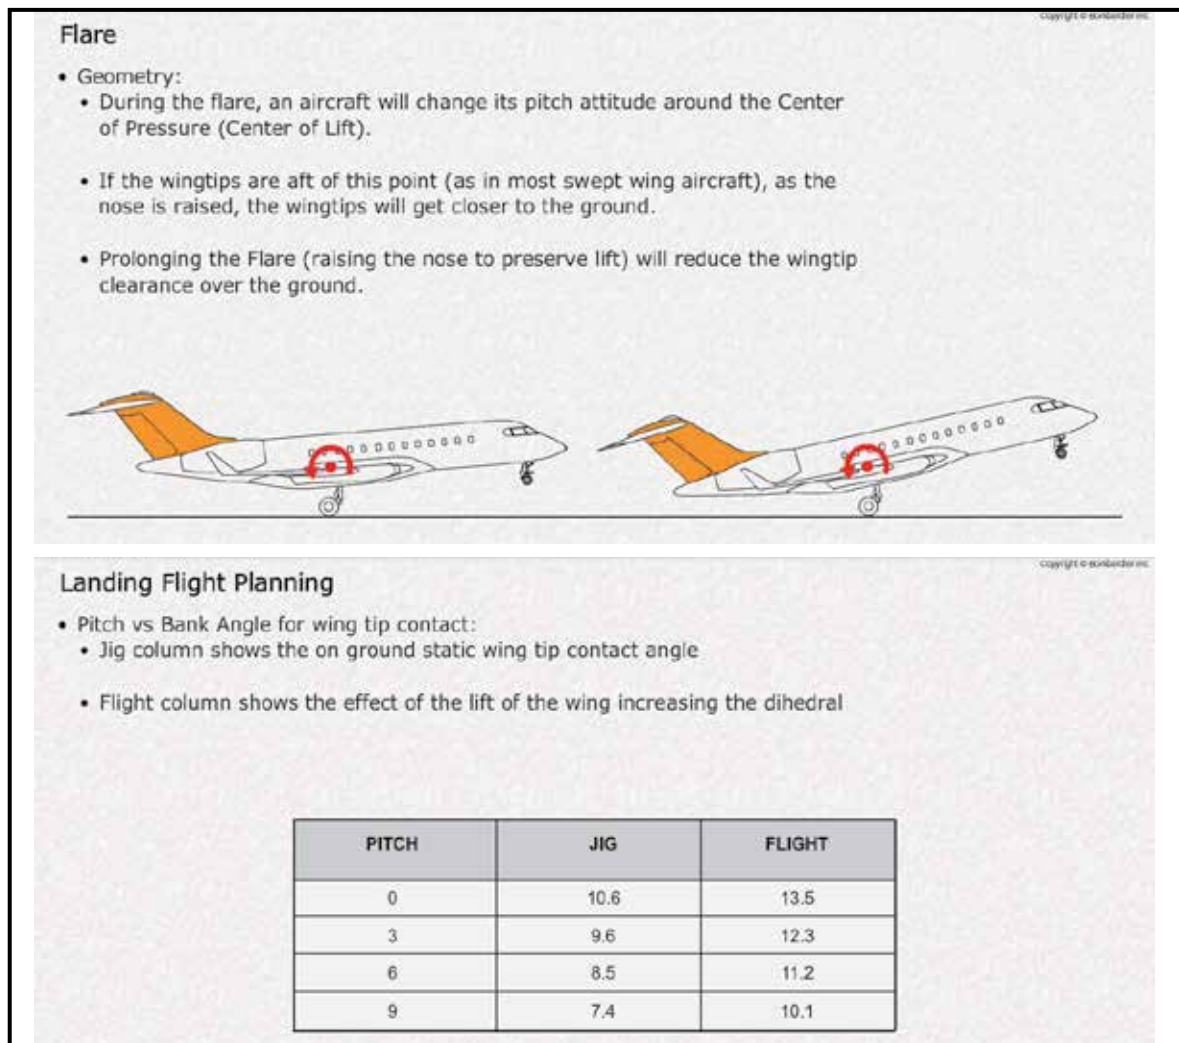 Copyright © Bombardier Inc.
Flare
• Geometry:
• During the flare, an aircraft will change its pitch attitude around the Center
of Pressure (Center of Lift).
• If the wingtips are aft of this point (as in most swept wing aircraft), as the
nose is raised, the wingtips will get closer to the ground.
• Prolonging the Flare (raising the nose to preserve lift) will reduce the wingtip
clearance over the ground.
Copyright © Bombardier Inc.
Landing Flight Planning
• Pitch vs Bank Angle for wing tip contact:
• Jig column shows the on ground static wing tip contact angle
• Flight column shows the effect of the lift of the wing increasing the dihedral
PITCH JIG FLIGHT
0 10.6 13.5
3 9.6 12.3
6 8.5 11.2
9 7.4 10.1